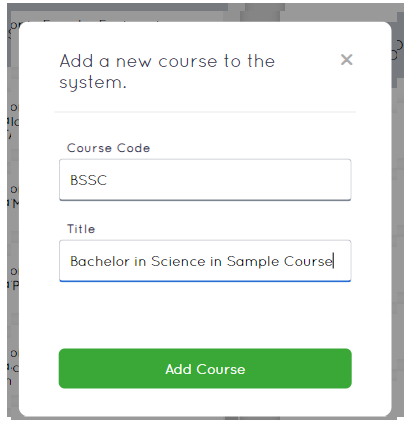 Add a new course to the
system.
×
Course Code
BSSC
Title
Bachelor in Science in Sample Course
Add Course